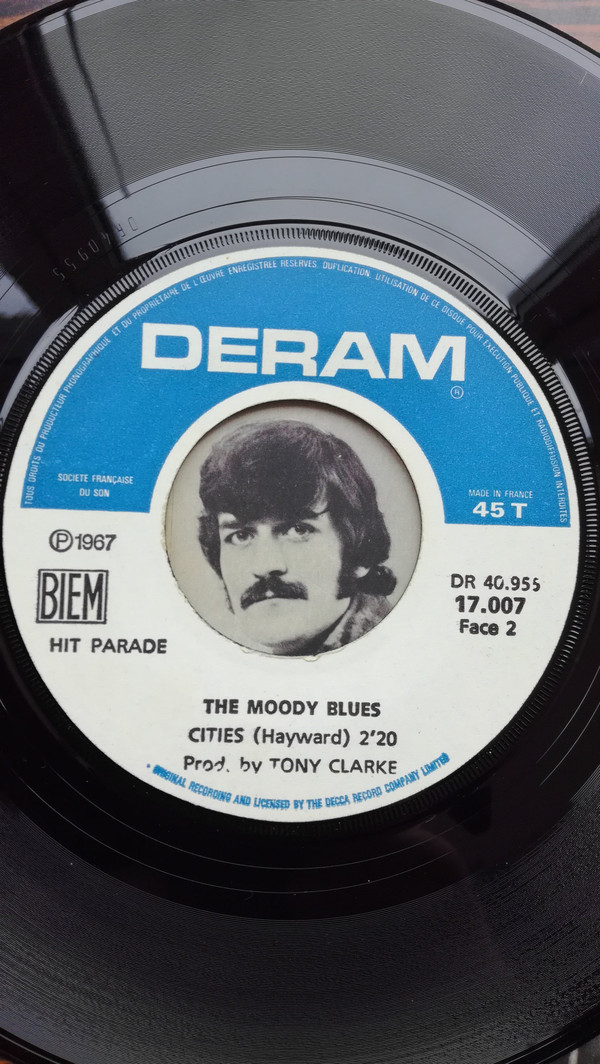 TOUS DROITS DU PRODUCTEUR PHONOGRAPHIQUE ET DU PROPRIETAIRE DE L'ŒUVRE ENREGISTREE RESERVES. DUPLICATION, UTILISATION DE CE DISQUE POUR EXECUTION PUBLIQUE ET RADIODIFFUSION INTERDITES
DERAM
®
SOCIETE FRANÇAISE
DU SON
MADE IN FRANCE
45 T
℗1967
BIEM
HIT PARADE
DR 40.955
17.007
Face 2
THE MOODY BLUES
CITIES (Hayward) 2'20
Prod. by TONY CLARKE
• ORIGINAL RECORDING AND LICENSED BY THE DECCA RECORD COMPANY LIMITED
DR40955